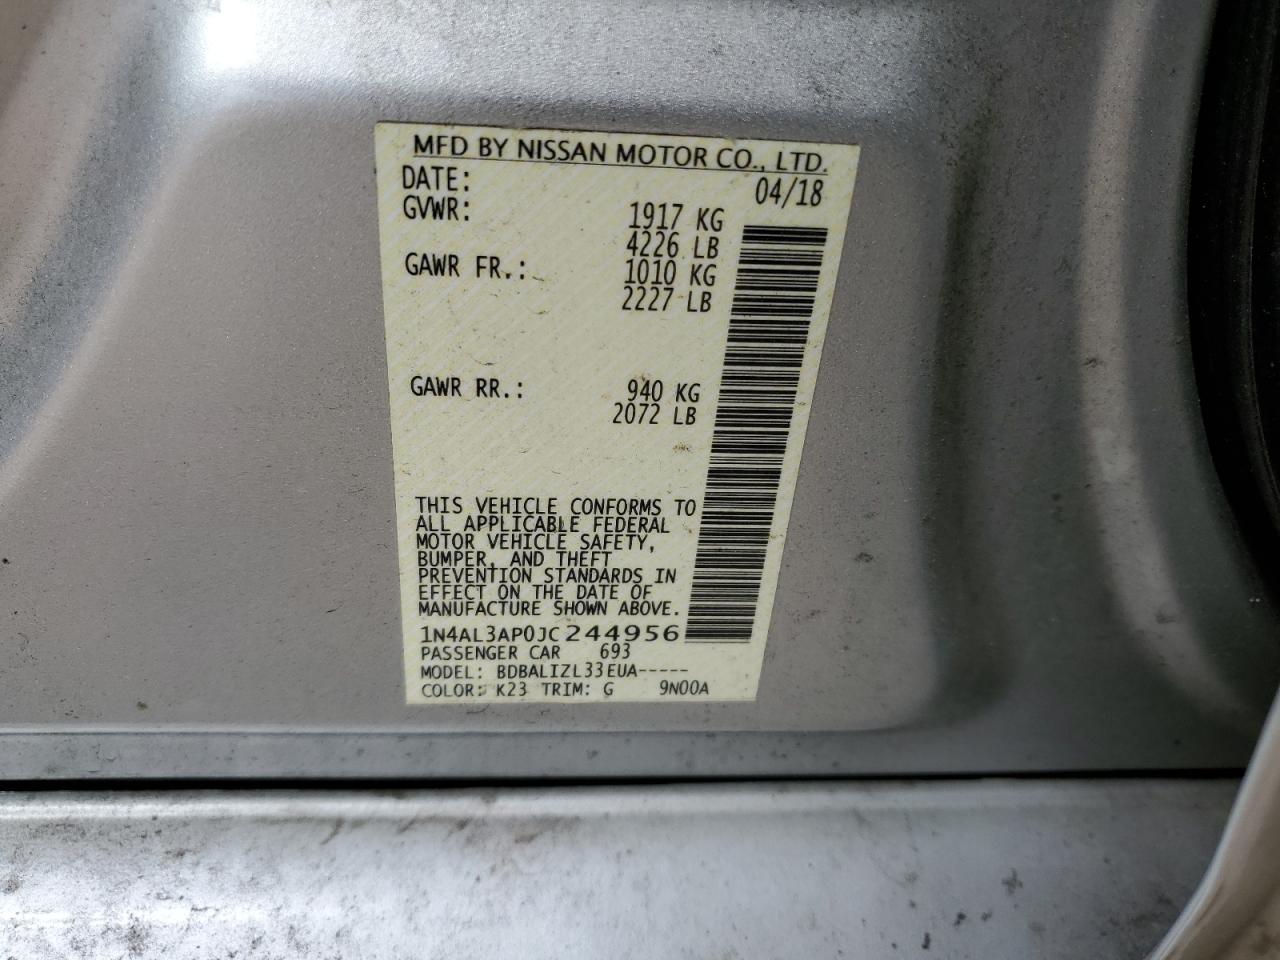 MFD BY NISSAN MOTOR CO., LTD.
DATE: 04/18
GVWR: 1917 KG
4226 LB
GAWR FR.: 1010 KG
2227 LB
GAWR RR.: 940 KG
2072 LB
THIS VEHICLE CONFORMS TO
ALL APPLICABLE FEDERAL
MOTOR VEHICLE SAFETY,
BUMPER, AND THEFT
PREVENTION STANDARDS IN
EFFECT ON THE DATE OF
MANUFACTURE SHOWN ABOVE.
1N4AL3AP0JC244956
PASSENGER CAR 693
MODEL: BDBALIZL33EUA-----
COLOR: K23 TRIM: G 9N00A